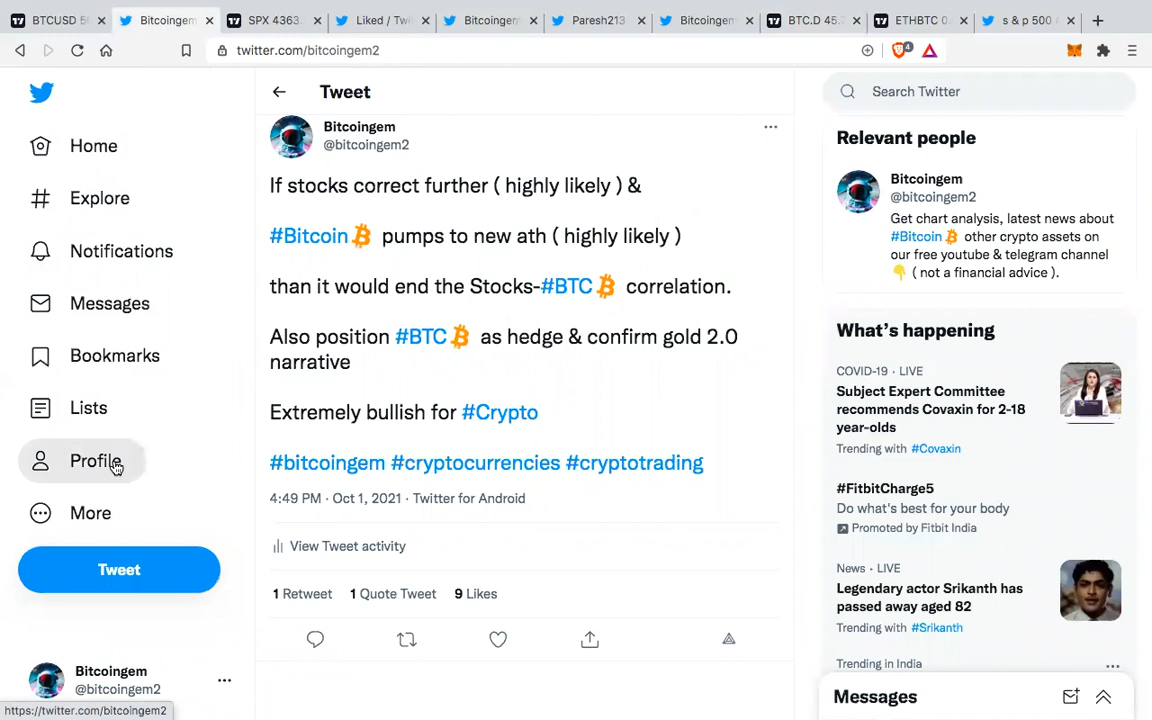 BTCUSD 5
Bitcoingem
SPX 4363.
Liked / Twe
Bitcoingem
Paresh213
Bitcoingem
BTC.D 45.
ETHBTC 0.
s & p 500
twitter.com/bitcoingem2
4
Home
Explore
Notifications
Messages
Bookmarks
Lists
Profile
More
Tweet
Bitcoingem
@bitcoingem2
https://twitter.com/bitcoingem2
Tweet
Bitcoingem
@bitcoingem2
If stocks correct further ( highly likely ) &
#Bitcoin pumps to new ath ( highly likely )
than it would end the Stocks-#BTC correlation.
Also position #BTC as hedge & confirm gold 2.0
narrative
Extremely bullish for #Crypto
#bitcoingem #cryptocurrencies #cryptotrading
4:49 PM · Oct 1, 2021 · Twitter for Android
View Tweet activity
1 Retweet 1 Quote Tweet 9 Likes
Search Twitter
Relevant people
Bitcoingem
@bitcoingem2
Get chart analysis, latest news about
#Bitcoin other crypto assets on
our free youtube & telegram channel
( not a financial advice ).
What's happening
COVID-19 · LIVE
Subject Expert Committee
recommends Covaxin for 2-18
year-olds
Trending with #Covaxin
#FitbitCharge5
Do what's best for your body
Promoted by Fitbit India
News · LIVE
Legendary actor Srikanth has
passed away aged 82
Trending with #Srikanth
Trending in India
Messages